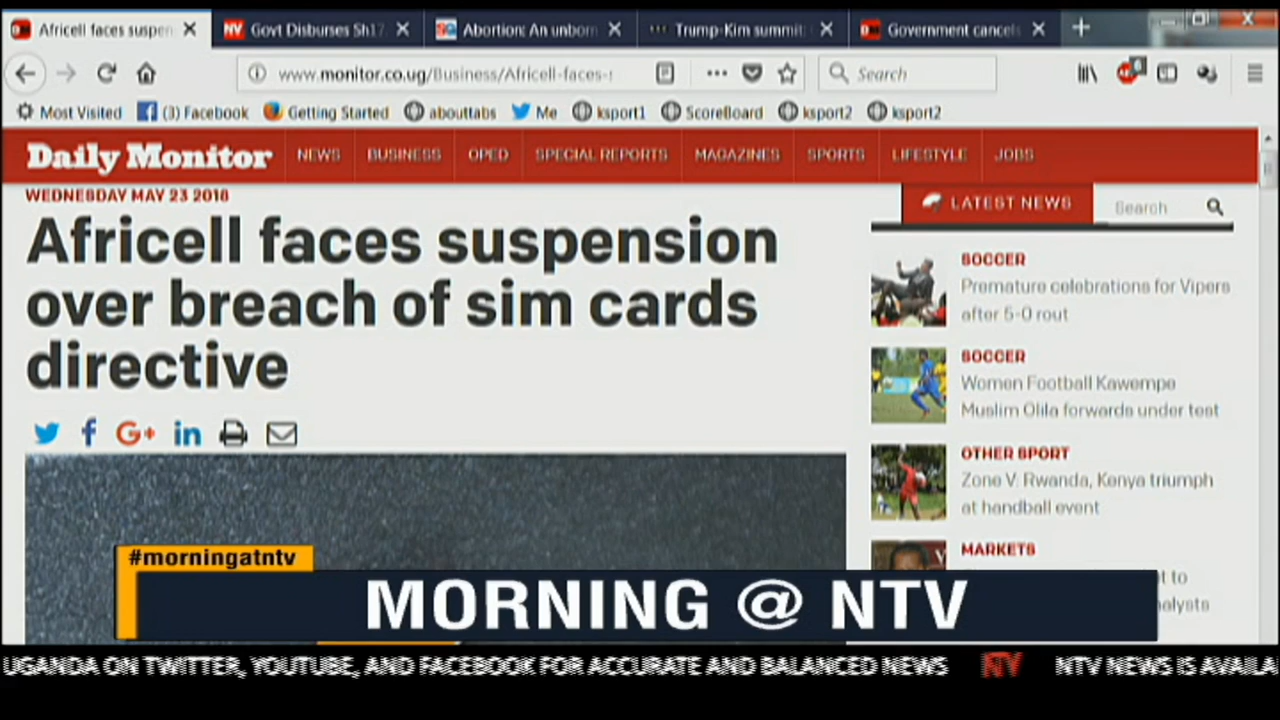 Africell faces suspen
Govt Disburses Sh17
Abortion: An unborn
Trump-Kim summit:
Government cancels
www.monitor.co.ug/Business/Africell-faces-s
Search
Most Visited
(3) Facebook
Getting Started
abouttabs
Me
ksport1
ScoreBoard
ksport2
ksport2
Daily Monitor
NEWS
BUSINESS
OPED
SPECIAL REPORTS
MAGAZINES
SPORTS
LIFESTYLE
JOBS
WEDNESDAY MAY 23 2018
Africell faces suspension
over breach of sim cards
directive
LATEST NEWS
Search
SOCCER
Premature celebrations for Vipers
after 5-0 rout
SOCCER
Women Football Kawempe
Muslim Olila forwards under test
OTHER SPORT
Zone V. Rwanda, Kenya triumph
at handball event
MARKETS
t to
alysts
#morningatntv
MORNING @ NTV
UGANDA ON TWITTER, YOUTUBE, AND FACEBOOK FOR ACCURATE AND BALANCED NEWS
NTV
NTV NEWS IS AVAILA